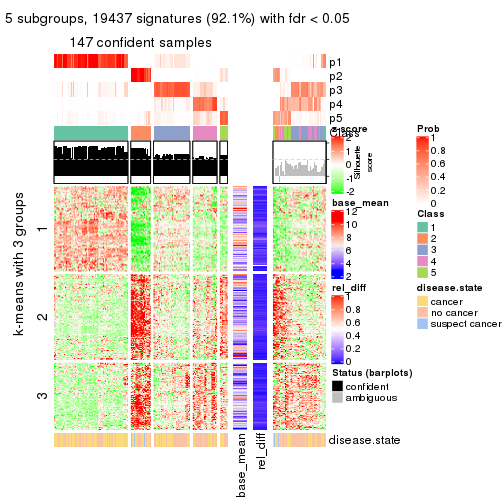 5 subgroups, 19437 signatures (92.1%) with fdr < 0.05
147 confident samples
p1
p2
p3
p4
p5
Class
Silhouette
score
k-means with 3 groups
1
2
3
base_mean
rel_diff
disease.state
z-score
2
1
0
-1
-2
base_mean
12
10
8
6
4
2
rel_diff
1
0.8
0.6
0.4
0.2
0
Status (barplots)
confident
ambiguous
Prob
1
0.8
0.6
0.4
0.2
0
Class
1
2
3
4
5
disease.state
cancer
no cancer
suspect cancer